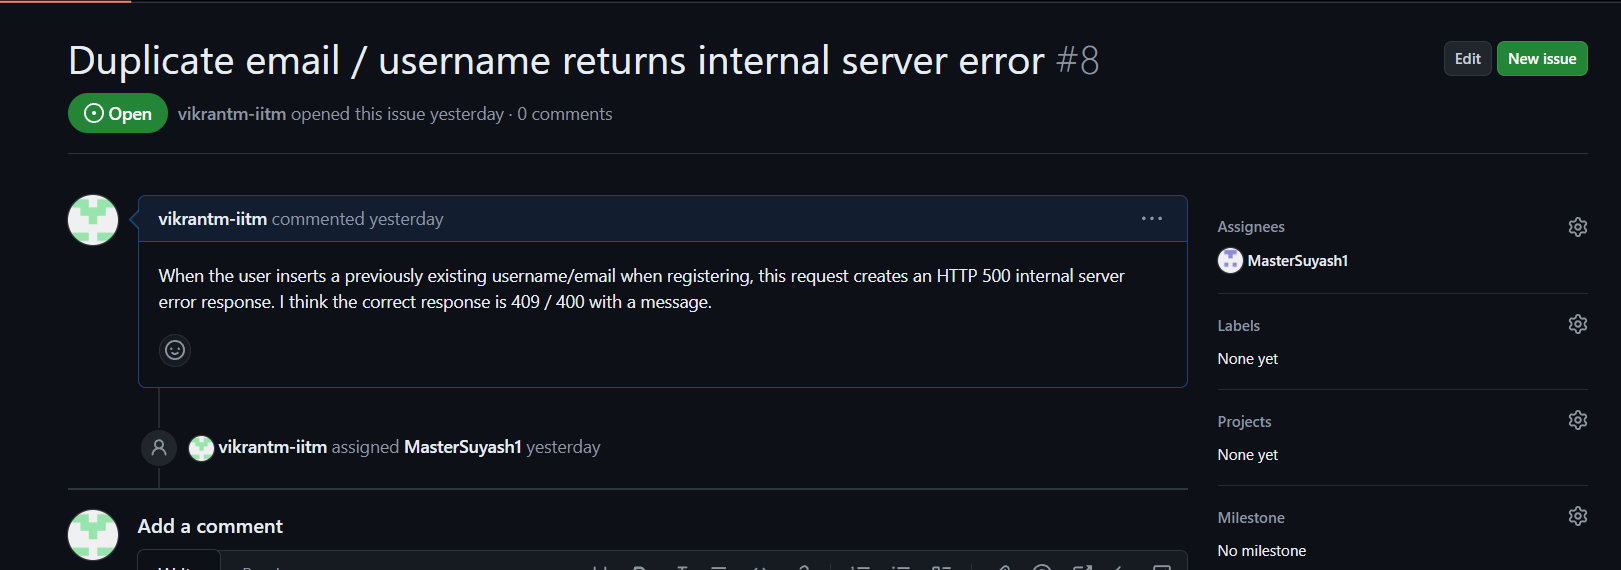 Duplicate email / username returns internal server error #8
Edit
New issue
Open
vikrantm-iitm opened this issue yesterday · 0 comments
vikrantm-iitm commented yesterday
When the user inserts a previously existing username/email when registering, this request creates an HTTP 500 internal server
error response. I think the correct response is 409 / 400 with a message.
vikrantm-iitm assigned MasterSuyash1 yesterday
Add a comment
Assignees
MasterSuyash1
Labels
None yet
Projects
None yet
Milestone
No milestone